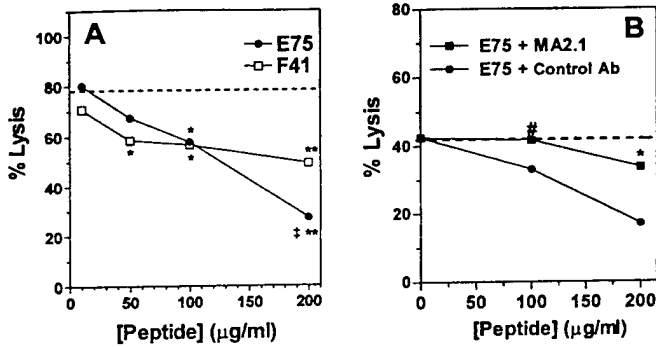 A
E75
F41
% Lysis
100
80
60
40
20
0
*
*
*
**
‡ **
0
50
100
150
200
[Peptide] (µg/ml)
B
E75 + MA2.1
E75 + Control Ab
% Lysis
80
60
40
20
0
#
*
0
50
100
150
200
[Peptide] (µg/ml)